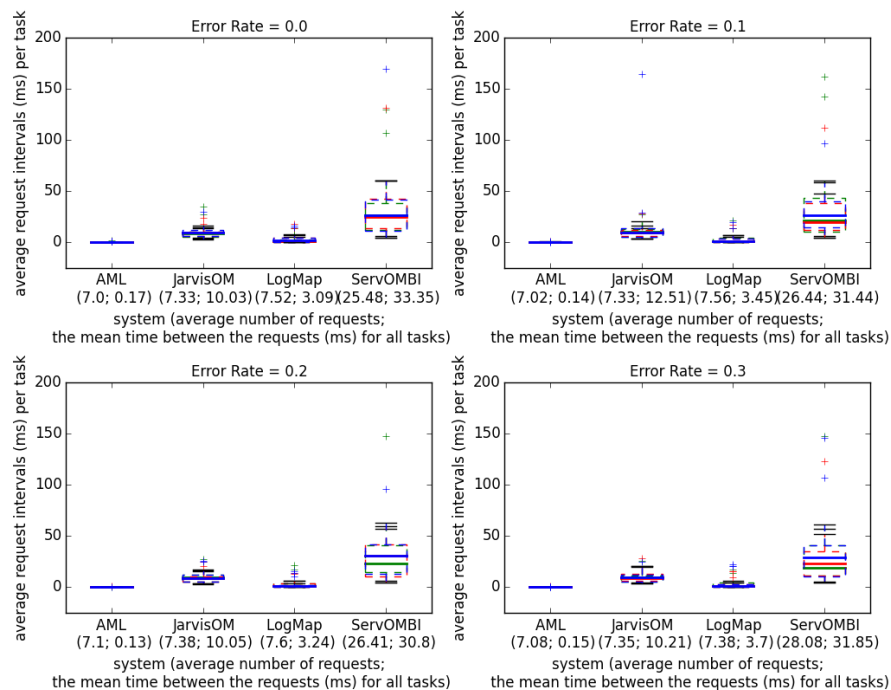 Error Rate = 0.0
average request intervals (ms) per task
200
150
100
50
0
AML JarvisOM LogMap ServOMBI
(7.0; 0.17) (7.33; 10.03) (7.52; 3.09) (25.48; 33.35)
system (average number of requests;
the mean time between the requests (ms) for all tasks)
Error Rate = 0.1
average request intervals (ms) per task
200
150
100
50
0
AML JarvisOM LogMap ServOMBI
(7.02; 0.14) (7.33; 12.51) (7.56; 3.45) (26.44; 31.44)
system (average number of requests;
the mean time between the requests (ms) for all tasks)
Error Rate = 0.2
average request intervals (ms) per task
200
150
100
50
0
AML JarvisOM LogMap ServOMBI
(7.1; 0.13) (7.38; 10.05) (7.6; 3.24) (26.41; 30.8)
system (average number of requests;
the mean time between the requests (ms) for all tasks)
Error Rate = 0.3
average request intervals (ms) per task
200
150
100
50
0
AML JarvisOM LogMap ServOMBI
(7.08; 0.15) (7.35; 10.21) (7.38; 3.7) (28.08; 31.85)
system (average number of requests;
the mean time between the requests (ms) for all tasks)